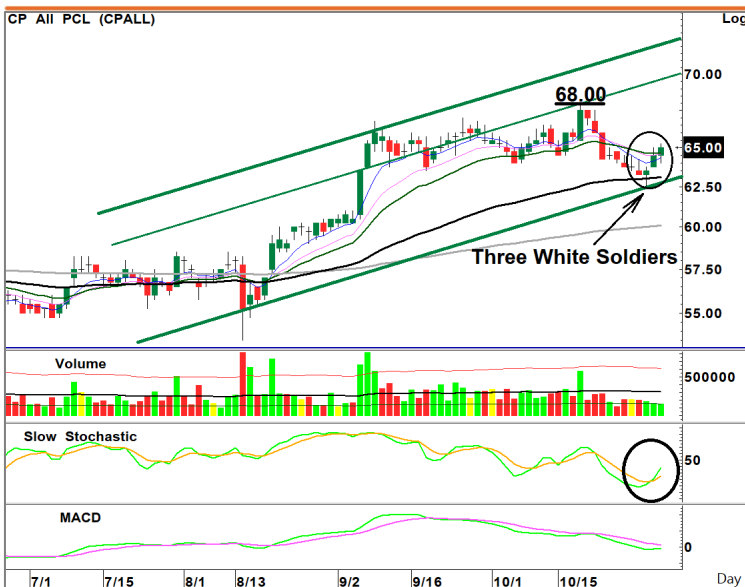 CP All PCL (CPALL)
Log
70.00
68.00
65.00
62.50
60.00
Three White Soldiers
57.50
55.00
Volume
500000
Slow Stochastic
50
MACD
0
7/1 7/15 8/1 8/13 9/2 9/16 10/1 10/15 Day